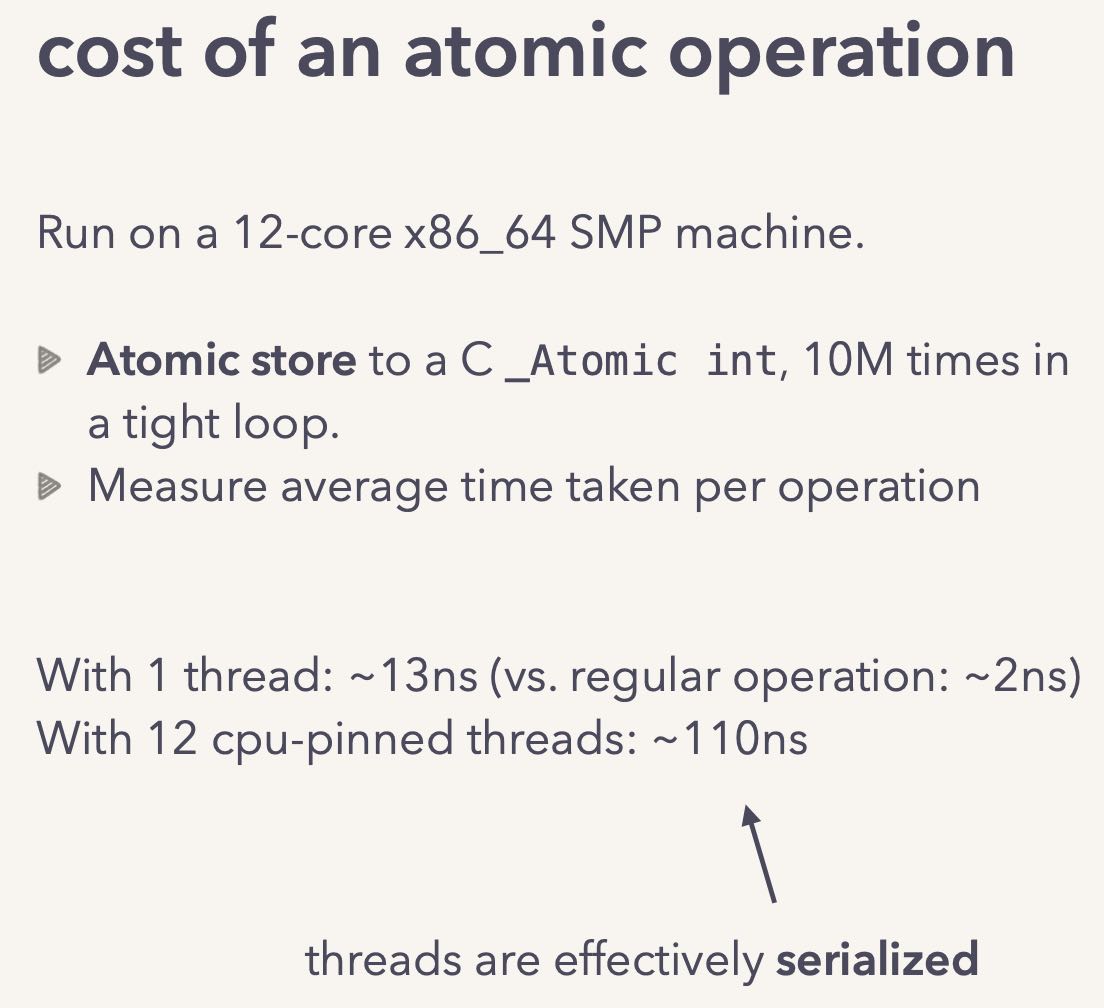 cost of an atomic operation
Run on a 12-core x86_64 SMP machine.
Atomic store to a C _Atomic int, 10M times in
a tight loop.
Measure average time taken per operation
With 1 thread: ~13ns (vs. regular operation: ~2ns)
With 12 cpu-pinned threads: ~110ns
threads are effectively serialized